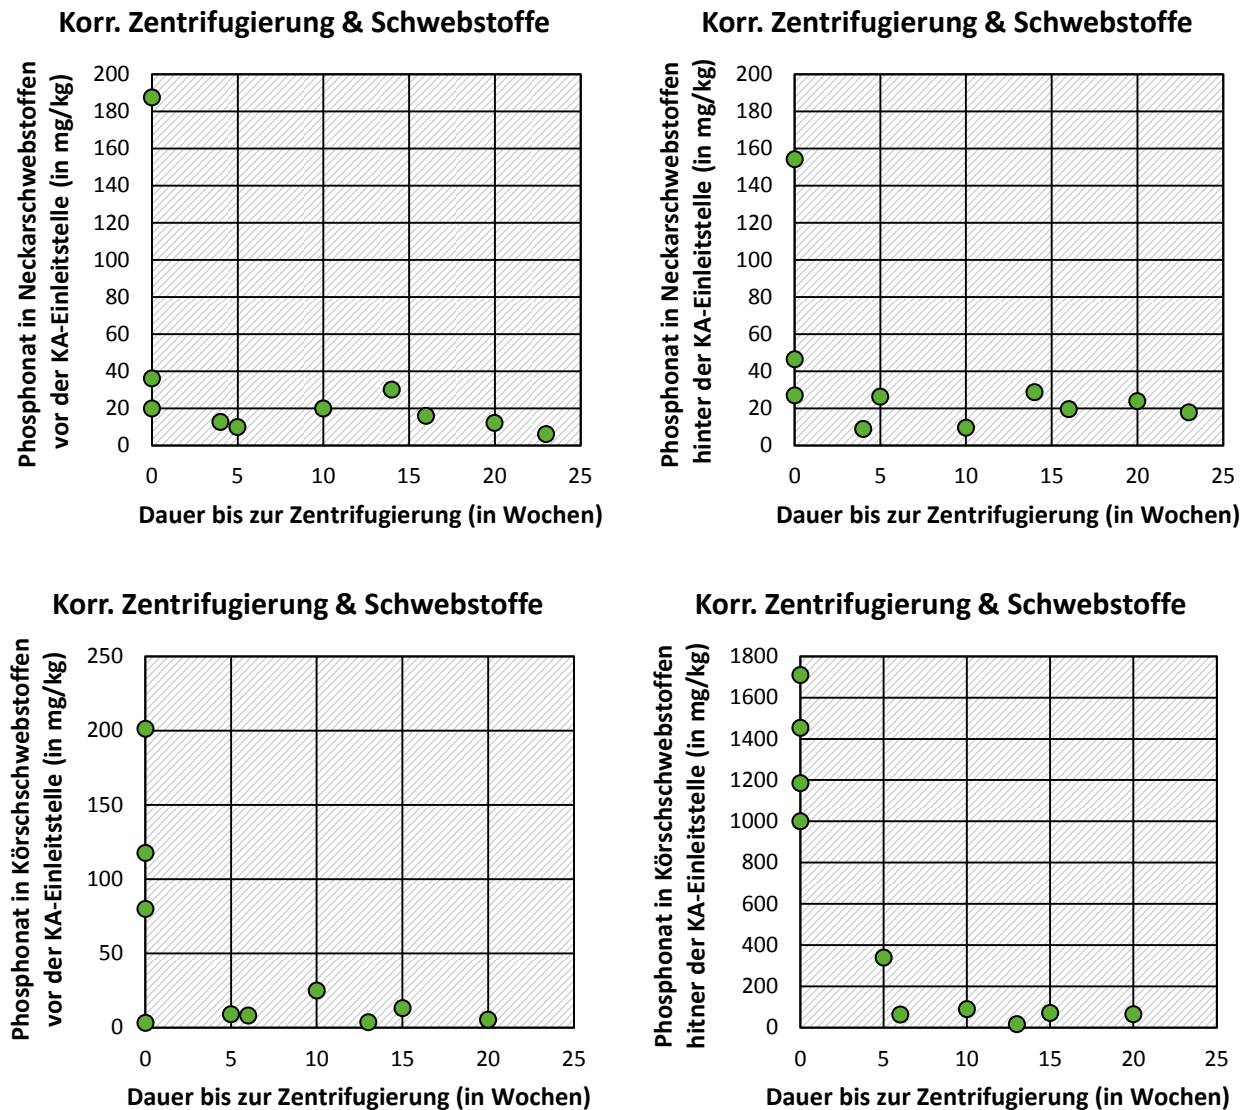 Korr. Zentrifugierung & Schwebstoffe
Phosphonat in Neckarschwebstoffen
vor der KA-Einleitstelle (in mg/kg)
200
180
160
140
120
100
80
60
40
20
0
0 5 10 15 20 25
Dauer bis zur Zentrifugierung (in Wochen)
Korr. Zentrifugierung & Schwebstoffe
Phosphonat in Neckarschwebstoffen
hinter der KA-Einleitstelle (in mg/kg)
200
180
160
140
120
100
80
60
40
20
0
0 5 10 15 20 25
Dauer bis zur Zentrifugierung (in Wochen)
Korr. Zentrifugierung & Schwebstoffe
Phosphonat in Körschschwebstoffen
vor der KA-Einleitstelle (in mg/kg)
250
200
150
100
50
0
0 5 10 15 20 25
Dauer bis zur Zentrifugierung (in Wochen)
Korr. Zentrifugierung & Schwebstoffe
Phosphonat in Körschschwebstoffen
hitner der KA-Einleitstelle (in mg/kg)
1800
1600
1400
1200
1000
800
600
400
200
0
0 5 10 15 20 25
Dauer bis zur Zentrifugierung (in Wochen)